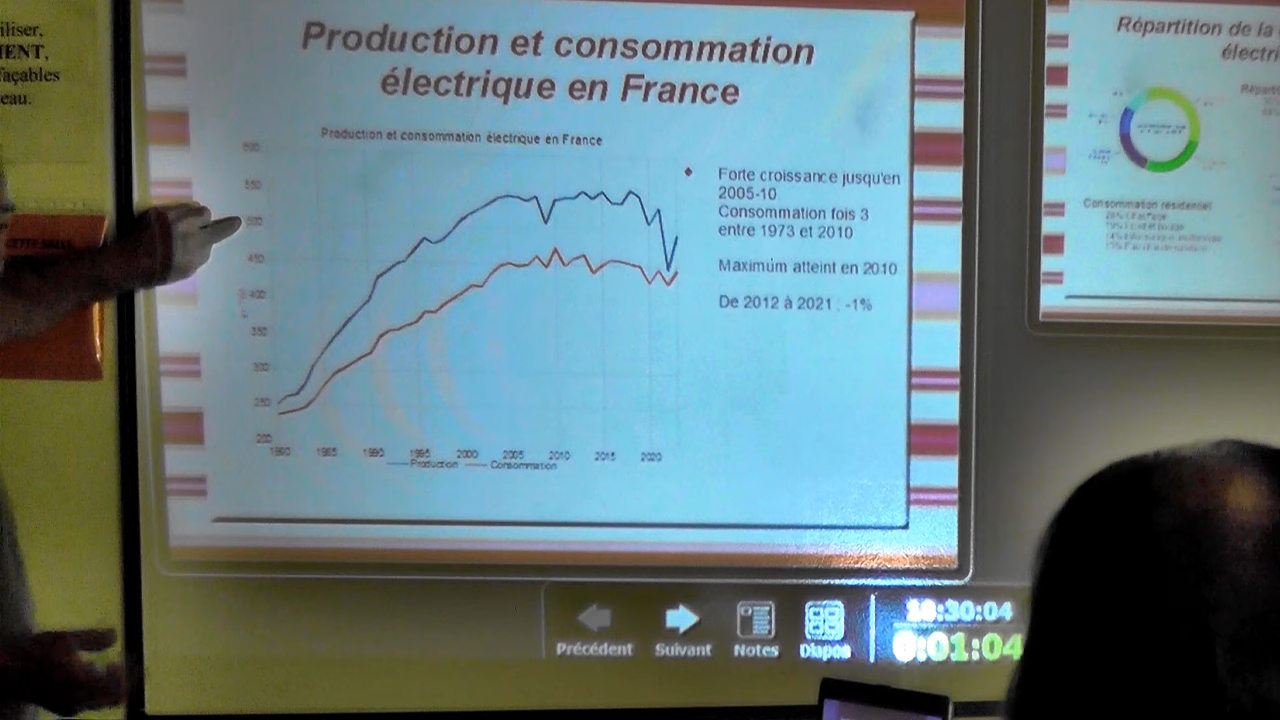 iliser,
IENT,
façables
eau.
CETTE SALLE
Production et consommation
électrique en France
Production et consommation électrique en France
600
550
500
450
400
350
300
250
200
1980 1985 1990 1995 2000 2005 2010 2015 2020
Production Consommation
Forte croissance jusqu'en
2005-10
Consommation fois 3
entre 1973 et 2010
Maximum atteint en 2010
De 2012 à 2021 : -1%
Répartition de la
électri
Consommation résidentiel
Précédent Suivant Notes Diapos
:30:04
0:01:04